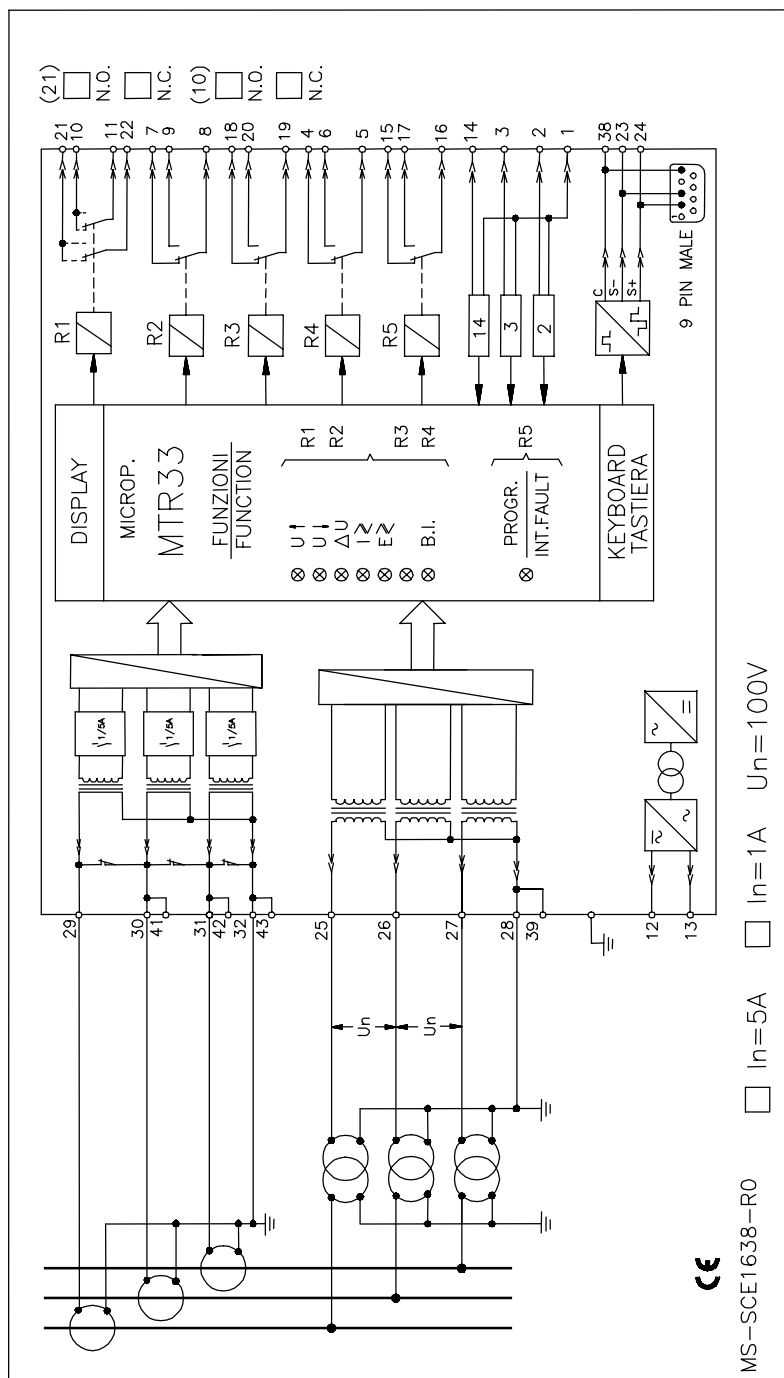 (21)
N.O.
N.C.
(10)
N.O.
N.C.
21
10
11
22
7
9
8
18
20
19
4
6
5
15
17
16
14
3
2
1
38
23
24
R1
R2
R3
R4
R5
14
3
2
C
S-
S+
1
9 PIN MALE
DISPLAY
MICROP.
MTR33
FUNZIONI
FUNCTION
U
U
ΔU
I
E
B.I.
R1
R2
R3
R4
PROGR.
INT.FAULT
R5
KEYBOARD
TASTIERA
1/5A
1/5A
1/5A
29
30
41
31
42
32
43
25
26
27
28
39
12
13
Un
Un
In=5A
In=1A
Un=100V
CE
MS-SCE1638-R0